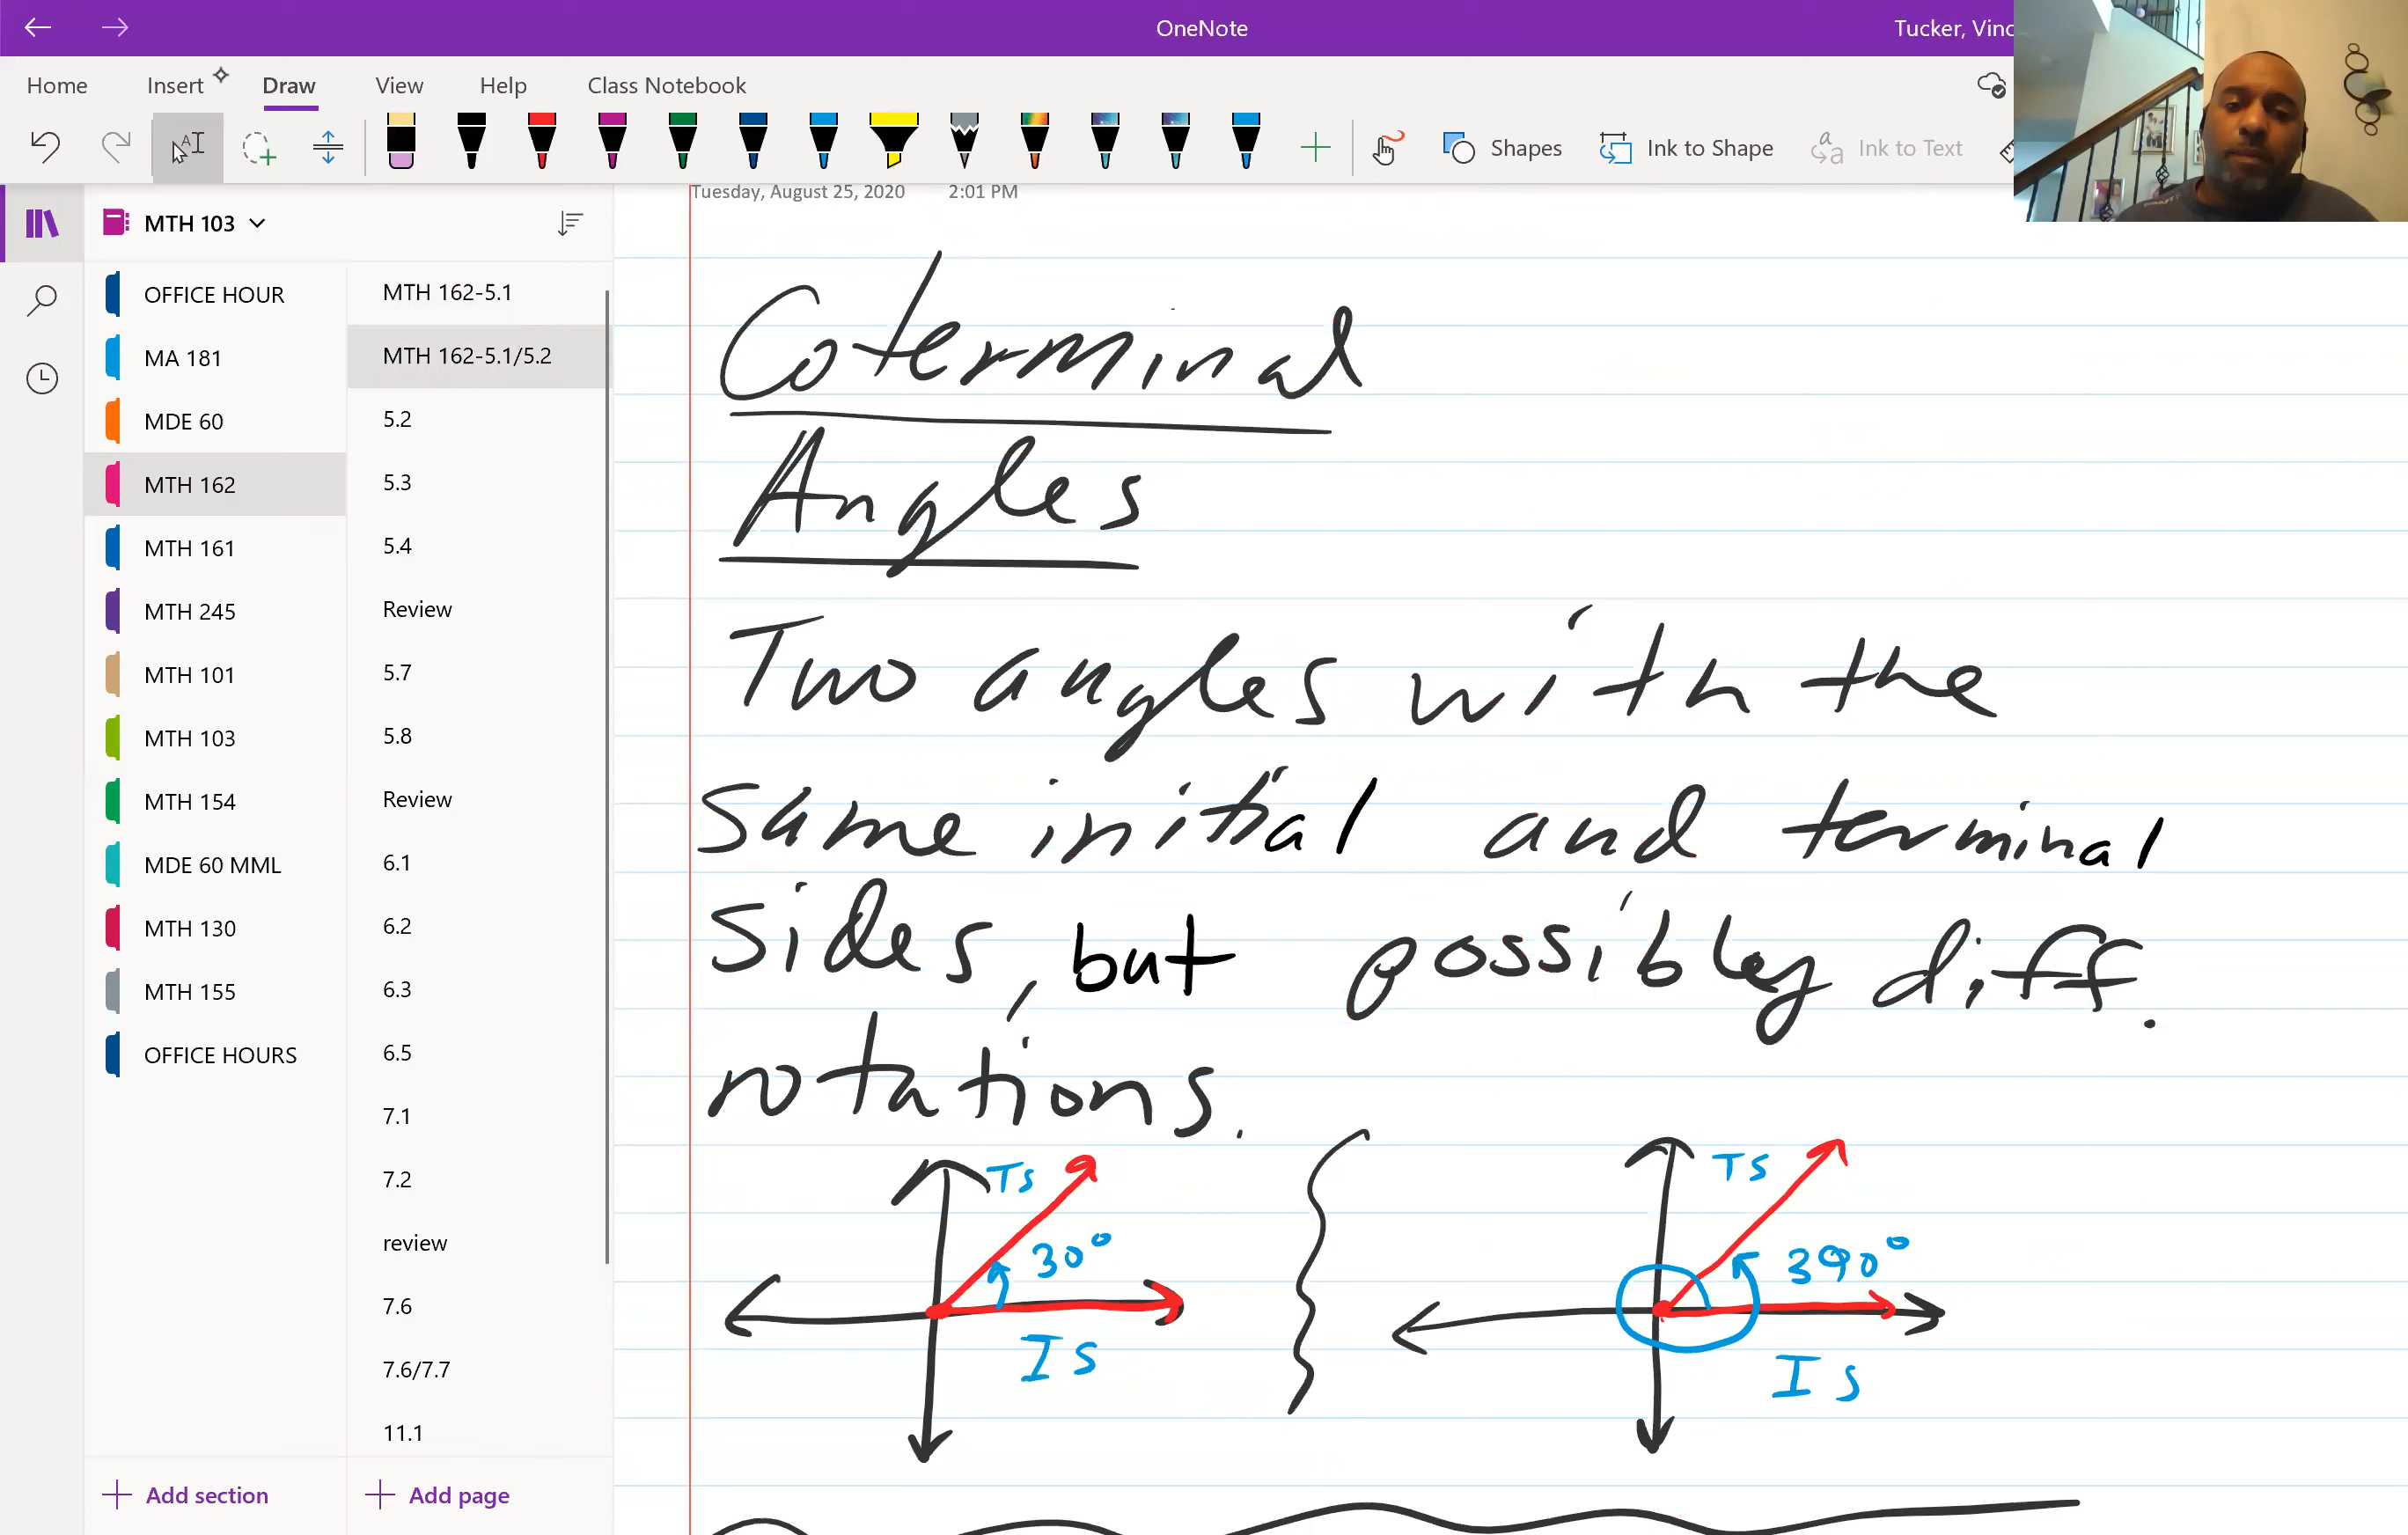 OneNote
Tucker, Vinc
Home Insert Draw View Help Class Notebook
Shapes Ink to Shape Ink to Text
MTH 103
OFFICE HOUR
MA 181
MDE 60
MTH 162
MTH 161
MTH 245
MTH 101
MTH 103
MTH 154
MDE 60 MML
MTH 130
MTH 155
OFFICE HOURS
Add section
MTH 162-5.1
MTH 162-5.1/5.2
5.2
5.3
5.4
Review
5.7
5.8
Review
6.1
6.2
6.3
6.5
7.1
7.2
review
7.6
7.6/7.7
11.1
Add page
Tuesday, August 25, 2020 2:01 PM
Coterminal
Angles
Two angles with the
same initial and terminal
sides, but possibly diff.
rotations.
TS
30°
IS
TS
390°
IS